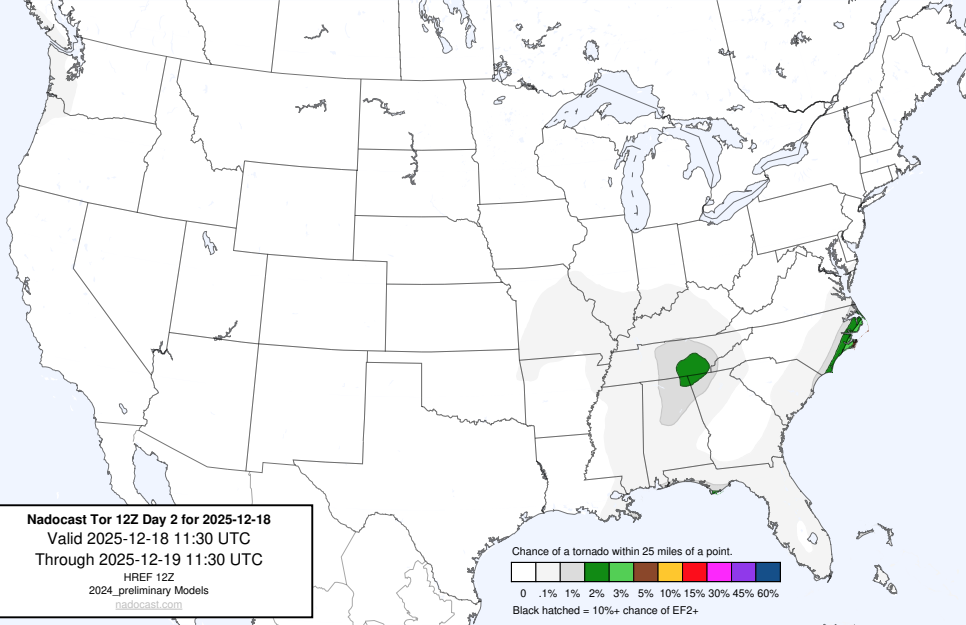 Nadocast Tor 12Z Day 2 for 2025-12-18
Valid 2025-12-18 11:30 UTC
Through 2025-12-19 11:30 UTC
HREF 12Z
2024_preliminary Models
nadocast.com
Chance of a tornado within 25 miles of a point.
0 .1% 1% 2% 3% 5% 10% 15% 30% 45% 60%
Black hatched = 10%+ chance of EF2+